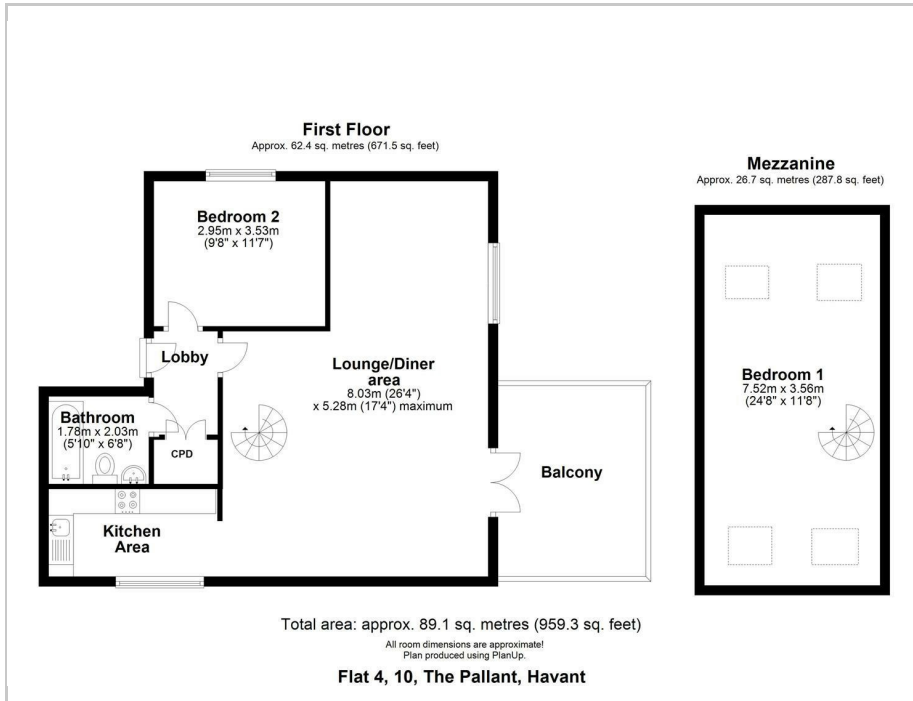 First Floor
Approx. 62.4 sq. metres (671.5 sq. feet)
Mezzanine
Approx. 26.7 sq. metres (287.8 sq. feet)
Bedroom 2
2.95m x 3.53m
(9'8" x 11'7")
Lobby
Lounge/Diner
area
8.03m (26'4")
x 5.28m (17'4") maximum
Bedroom 1
7.52m x 3.56m
(24'8" x 11'8")
Bathroom
1.78m x 2.03m
(5'10" x 6'8")
CPD
Balcony
Kitchen
Area
Total area: approx. 89.1 sq. metres (959.3 sq. feet)
All room dimensions are approximate!
Plan produced using PlanUp.
Flat 4, 10, The Pallant, Havant